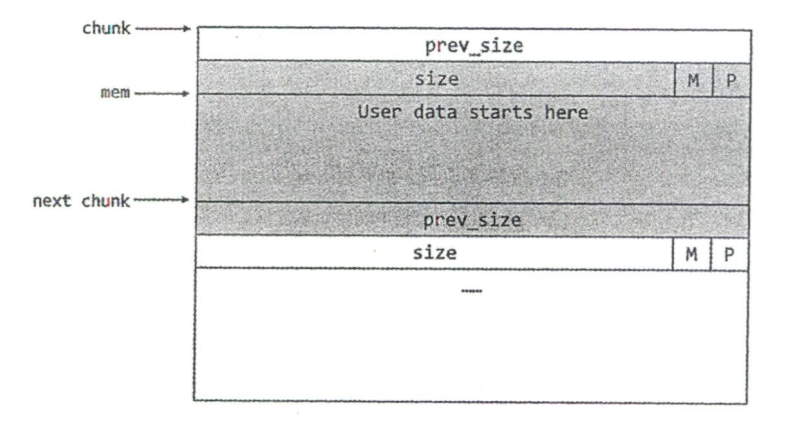 chunk
prev_size
size M P
mem
User data starts here
next chunk
prev_size
size M P
……